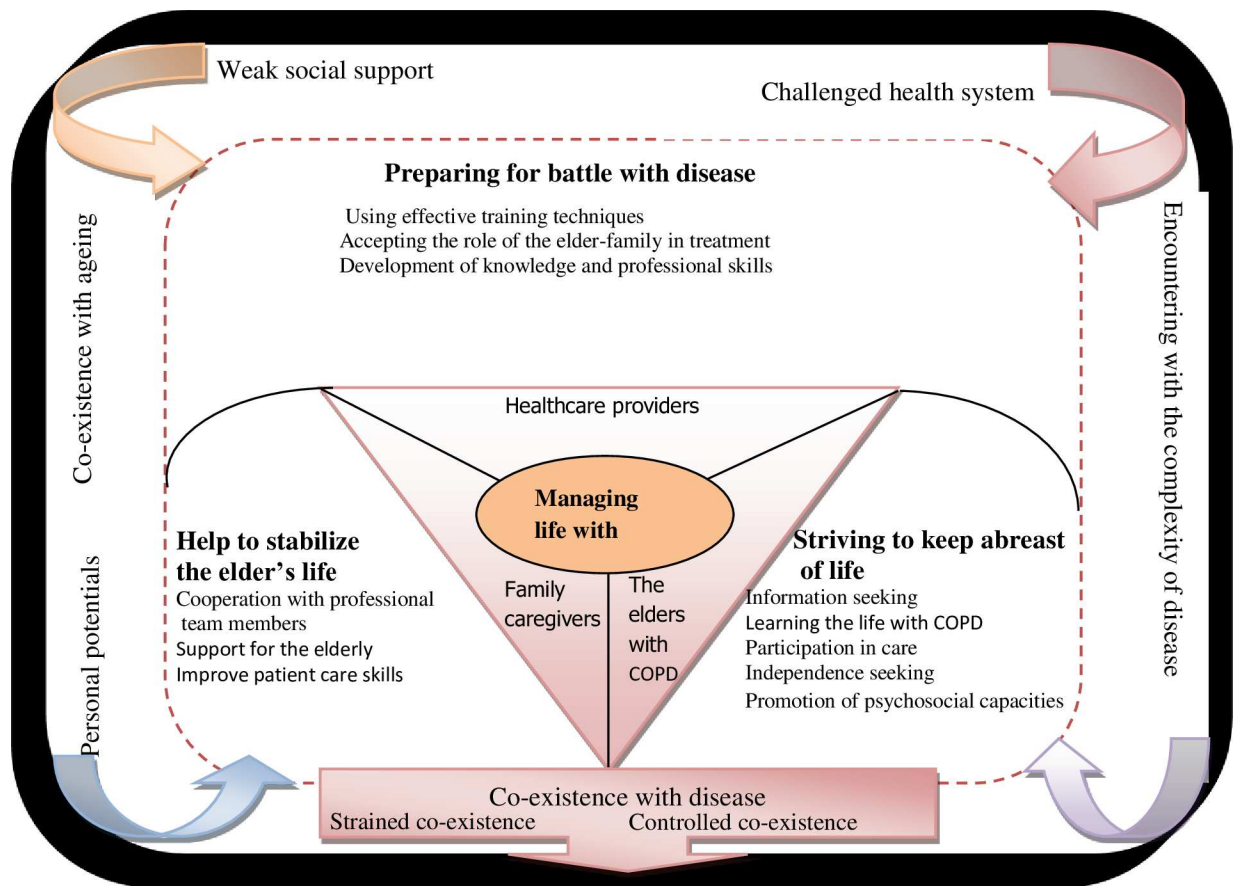 Weak social support
Challenged health system
Preparing for battle with disease
Using effective training techniques
Accepting the role of the elder-family in treatment
Development of knowledge and professional skills
Co-existence with ageing
Personal potentials
Encountering with the complexity of disease
Healthcare providers
Managing
life with
Family
caregivers
The
elders
with
COPD
Help to stabilize
the elder’s life
Cooperation with professional
team members
Support for the elderly
Improve patient care skills
Striving to keep abreast
of life
Information seeking
Learning the life with COPD
Participation in care
Independence seeking
Promotion of psychosocial capacities
Co-existence with disease
Strained co-existence
Controlled co-existence